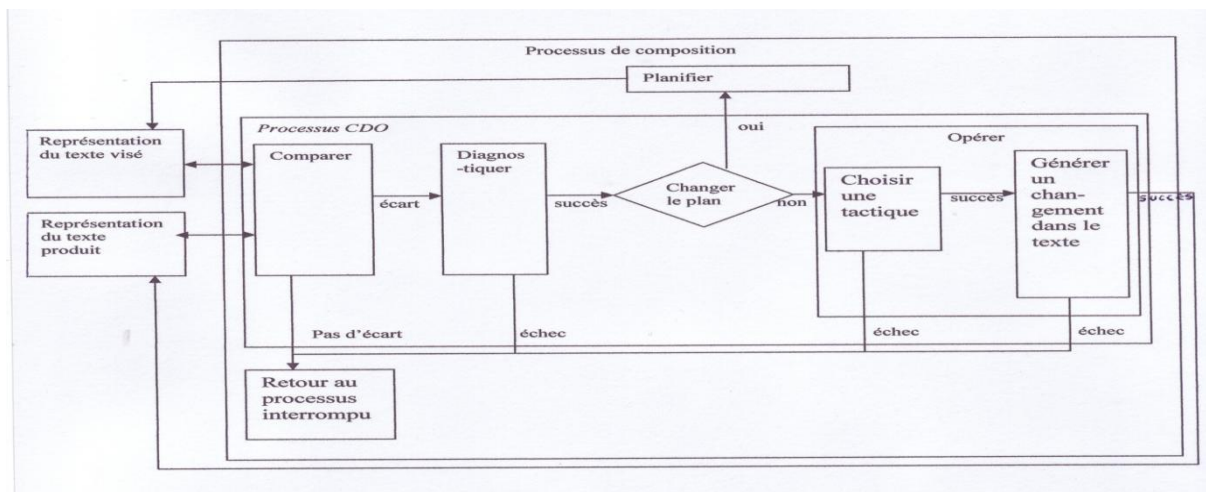 Processus de composition
Planifier
Processus CDO
oui
Opérer
Représentation
du texte visé
Comparer
Diagnos
-tiquer
Changer
le plan
Choisir
une
tactique
Générer
un
chan-
gement
dans le
texte
écart
succès
non
succès
succès
Représentation
du texte
produit
Pas d'écart
échec
échec
échec
Retour au
processus
interrompu